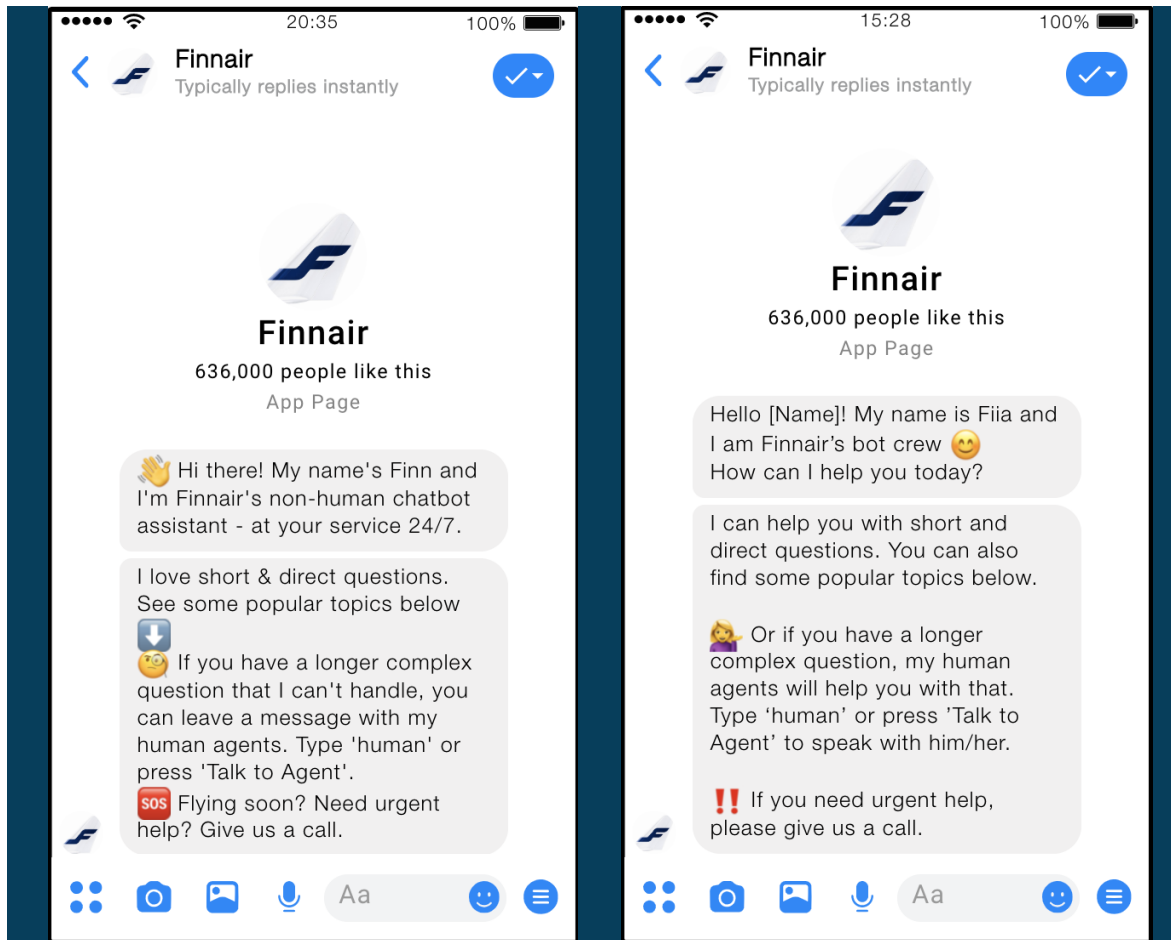 20:35
100%
Finnair
Typically replies instantly
Finnair
636,000 people like this
App Page
👋 Hi there! My name's Finn and
I'm Finnair's non-human chatbot
assistant - at your service 24/7.
I love short & direct questions.
See some popular topics below
⬇️
🧐 If you have a longer complex
question that I can't handle, you
can leave a message with my
human agents. Type 'human' or
press 'Talk to Agent'.
🆘 Flying soon? Need urgent
help? Give us a call.
Aa
15:28
100%
Finnair
Typically replies instantly
Finnair
636,000 people like this
App Page
Hello [Name]! My name is Fiia and
I am Finnair’s bot crew 😊
How can I help you today?
I can help you with short and
direct questions. You can also
find some popular topics below.
💁‍♀️ Or if you have a longer
complex question, my human
agents will help you with that.
Type ‘human’ or press ’Talk to
Agent’ to speak with him/her.
‼️ If you need urgent help,
please give us a call.
Aa